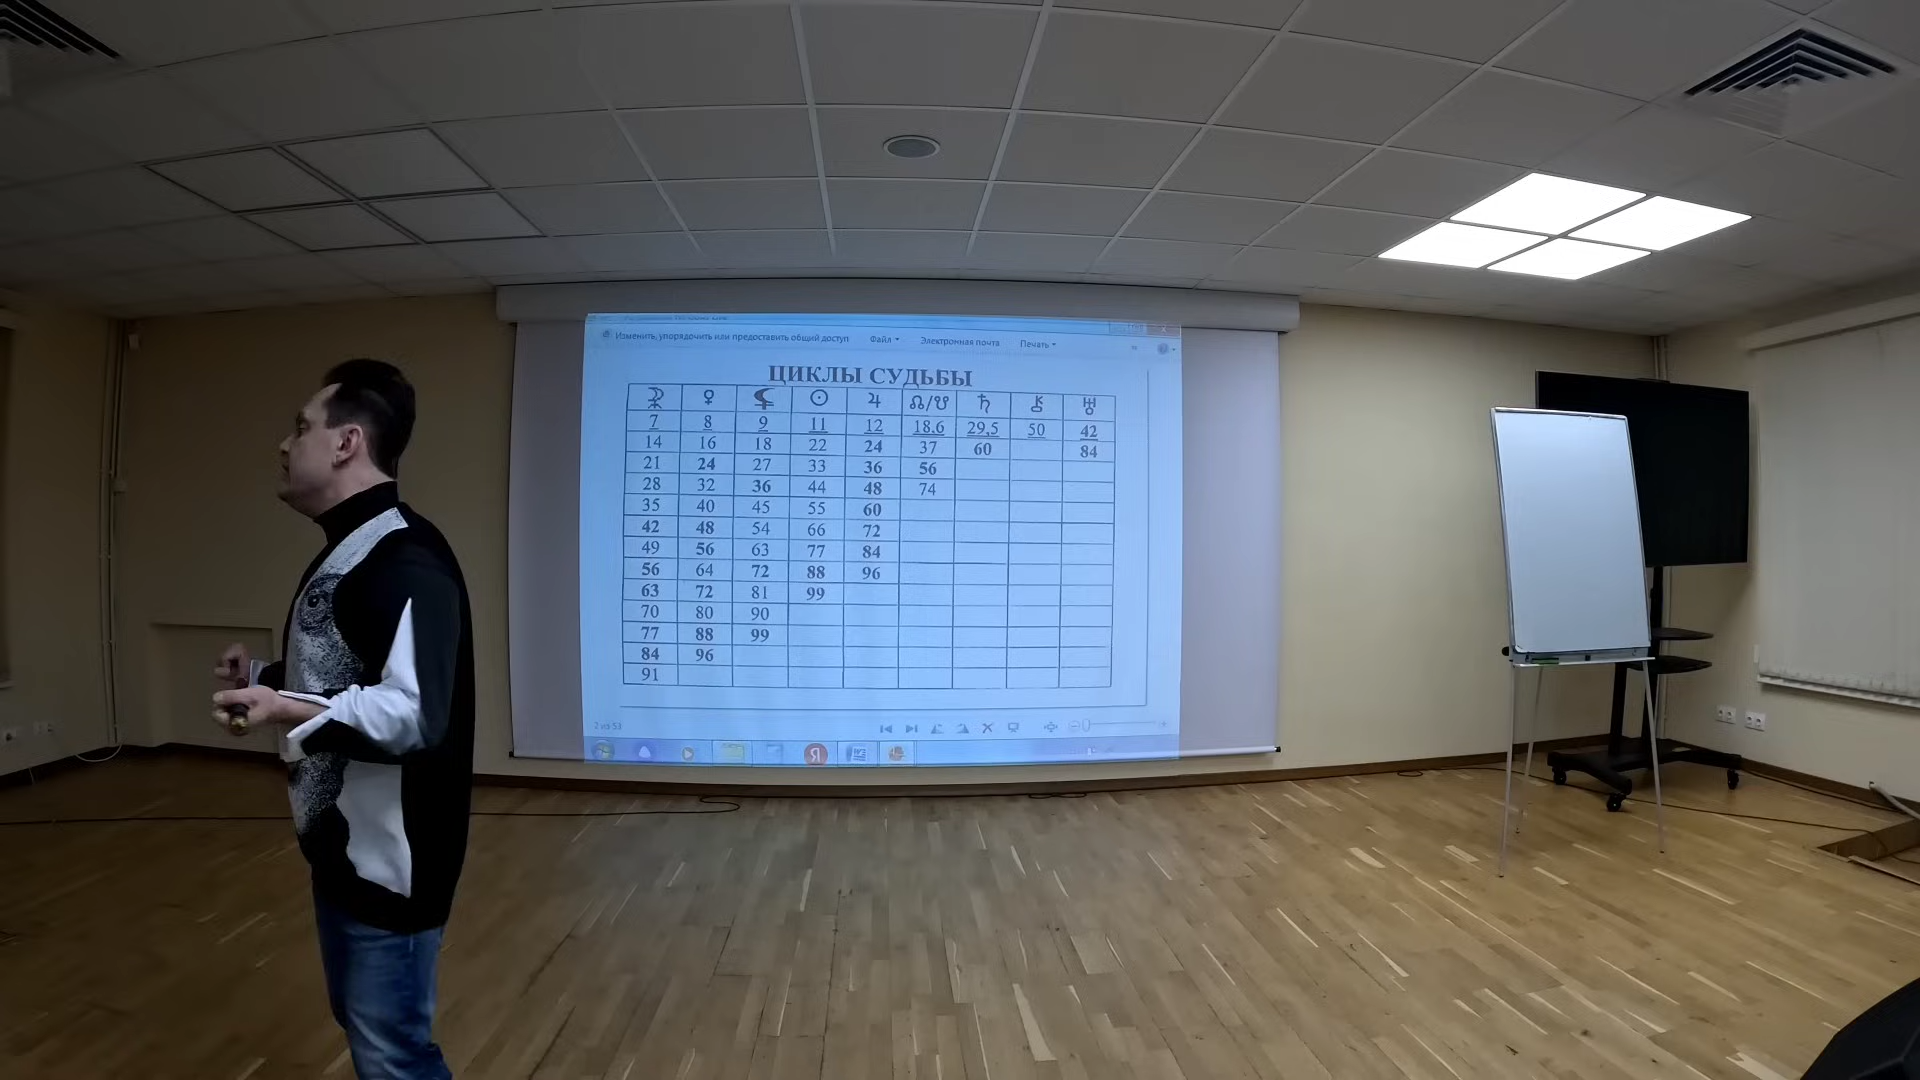 Изменить, упорядочить или предоставить общий доступ Файл Электронная почта Печать
ЦИКЛЫ СУДЬБЫ
♀ ⚸ ☉ ♃ ☊/☋ ♄ ⚷ ♅
7 8 9 11 12 18,6 29,5 50 42
14 16 18 22 24 37 60 84
21 24 27 33 36 56
28 32 36 44 48 74
35 40 45 55 60
42 48 54 66 72
49 56 63 77 84
56 64 72 88 96
63 72 81 99
70 80 90
77 88 99
84 96
91
2 из 53
Я